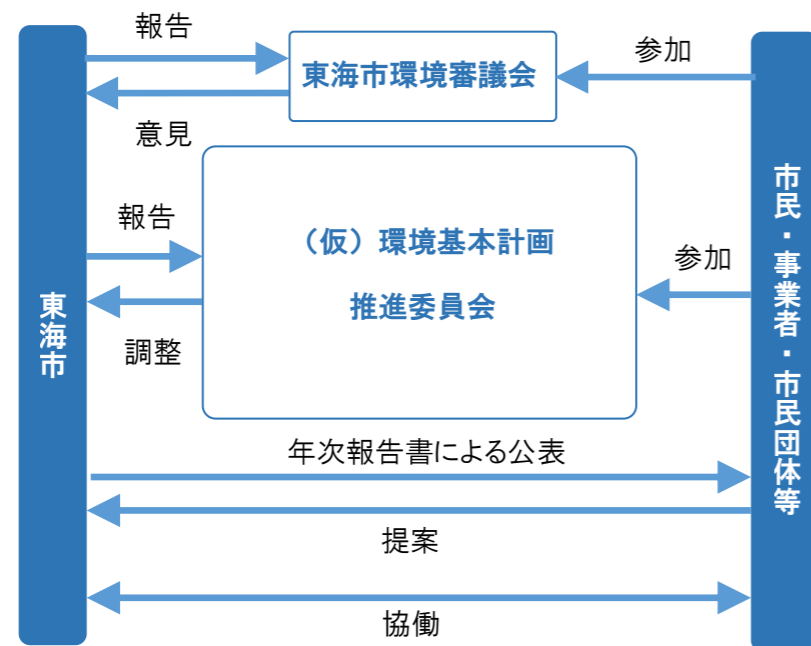 報告
東海市環境審議会
参加
意見
報告
（仮）環境基本計画
推進委員会
参加
調整
東海市
市民・事業者・市民団体等
年次報告書による公表
提案
協働